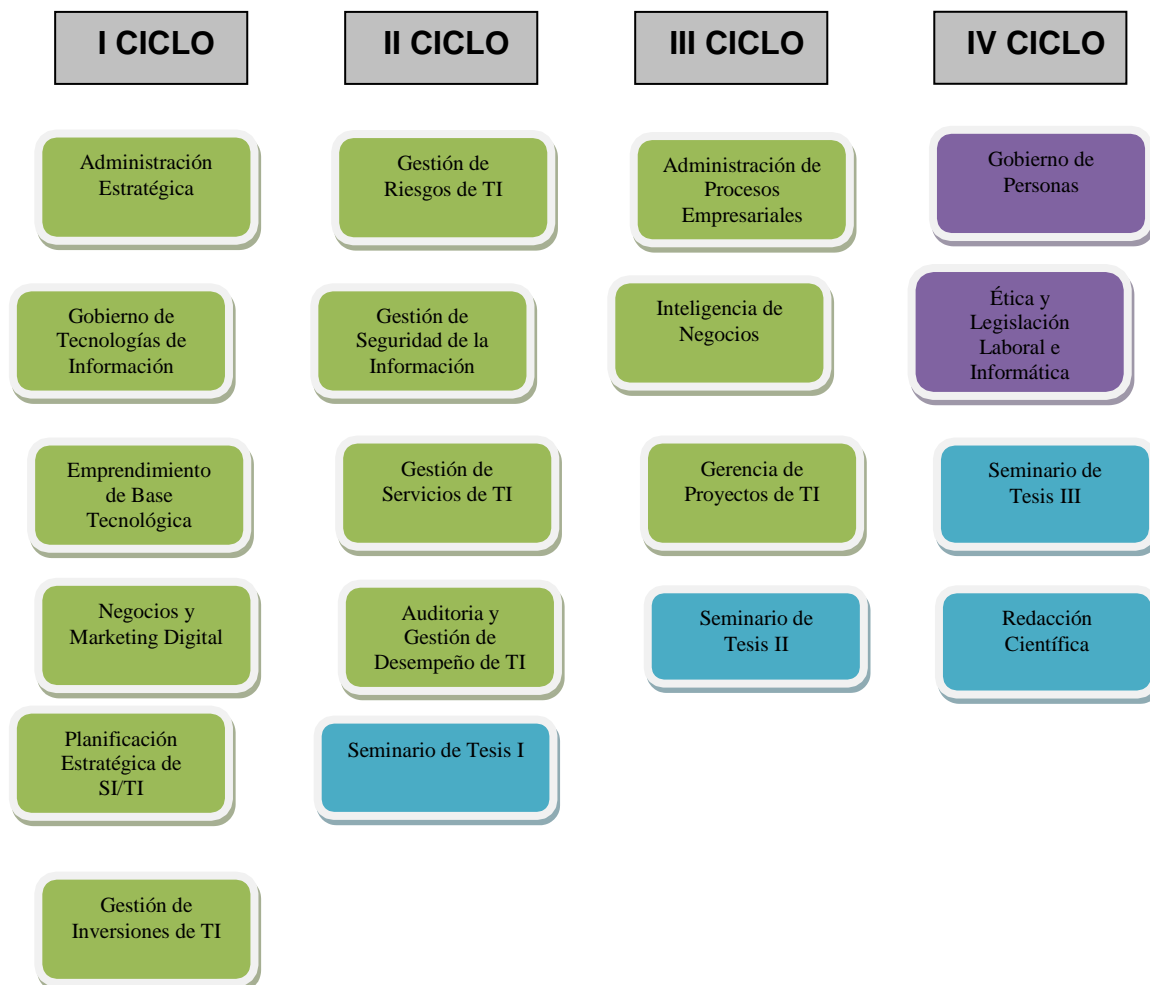 I CICLO
II CICLO
III CICLO
IV CICLO
Administración
Estratégica
Gestión de
Riesgos de TI
Administración de
Procesos
Empresariales
Gobierno de
Personas
Gobierno de
Tecnologías de
Información
Gestión de
Seguridad de la
Información
Inteligencia de
Negocios
Ética y
Legislación
Laboral e
Informática
Emprendimiento
de Base
Tecnológica
Gestión de
Servicios de TI
Gerencia de
Proyectos de TI
Seminario de
Tesis III
Negocios y
Marketing Digital
Auditoria y
Gestión de
Desempeño de TI
Seminario de
Tesis II
Redacción
Científica
Planificación
Estratégica de
SI/TI
Seminario de Tesis I
Gestión de
Inversiones de TI